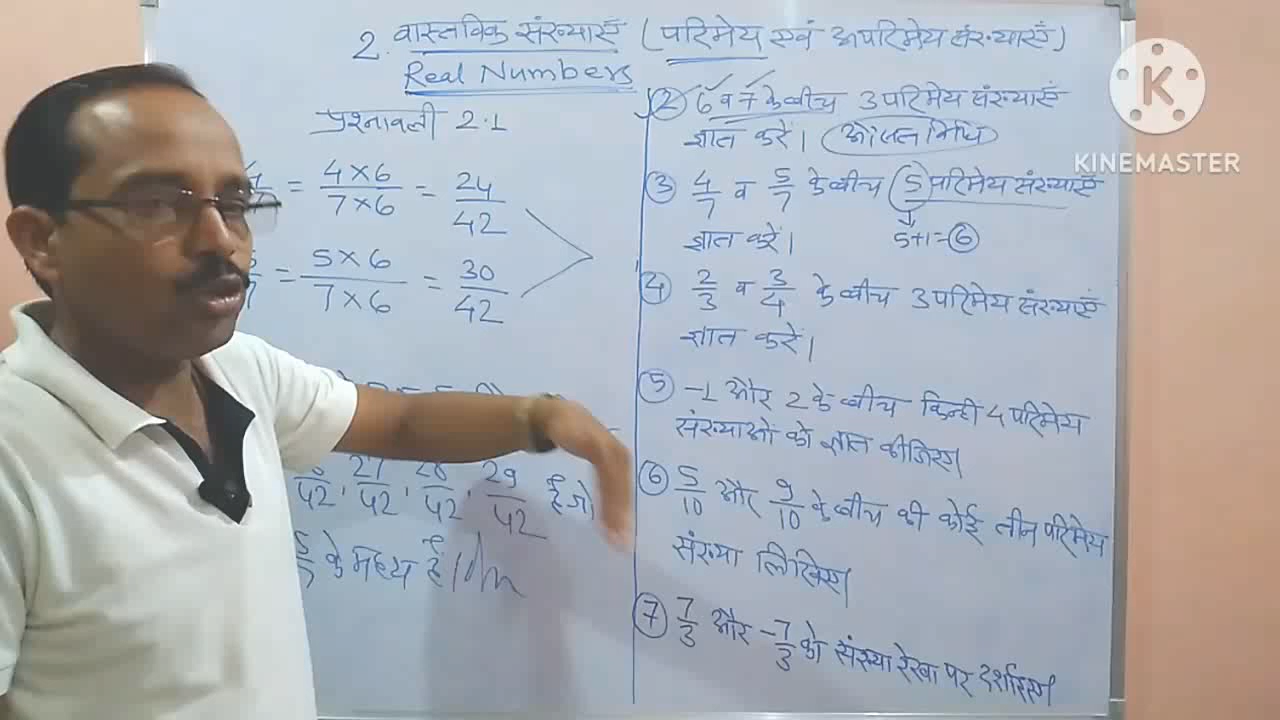 2. वास्तविक संख्याएँ (परिमेय एवं अपरिमेय संख्याएँ)
Real Numbers
प्रश्नावली 2.1
= 4×6/7×6 = 24/42
= 5×6/7×6 = 30/42
27/42, 28/42, 29/42 है जो
के मध्य है।
② 6 व 7 के बीच 3 परिमेय संख्याएँ
ज्ञात करें। औसत विधि
③ 4/7 व 5/7 के बीच 5 परिमेय संख्याएँ
ज्ञात करें। 5+1=6
④ 2/3 व 3/4 के बीच 3 परिमेय संख्याएँ
ज्ञात करें।
⑤ -1 और 2 के बीच किन्ही 4 परिमेय
संख्याओं को ज्ञात कीजिए।
⑥ 5/10 और 9/10 के बीच की कोई तीन परिमेय
संख्या लिखिए।
⑦ 7/3 और -7/3 को संख्या रेखा पर दर्शाइए।
K
KINEMASTER